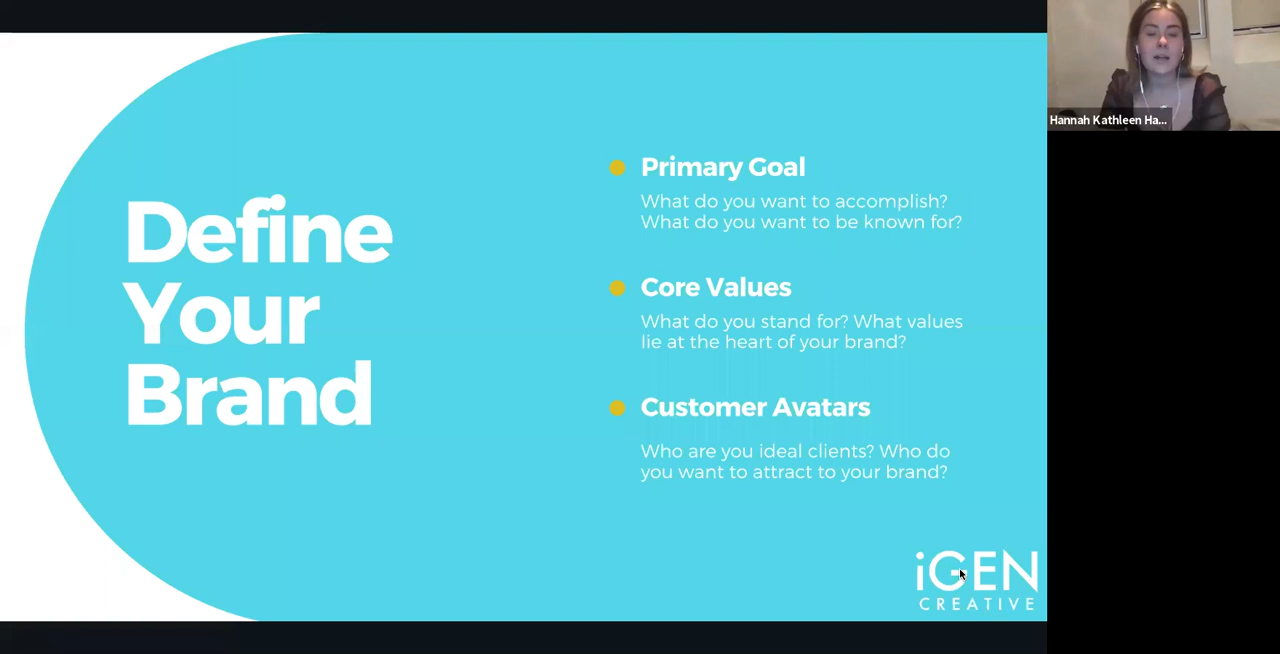 Define
Your
Brand
Primary Goal
What do you want to accomplish?
What do you want to be known for?
Core Values
What do you stand for? What values
lie at the heart of your brand?
Customer Avatars
Who are you ideal clients? Who do
you want to attract to your brand?
iGEN
CREATIVE
Hannah Kathleen Ha...